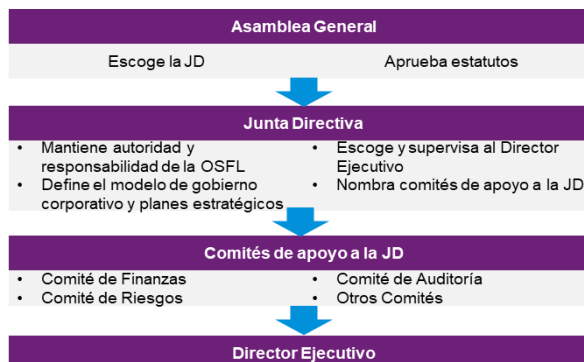 Asamblea General
Escoge la JD
Aprueba estatutos
Junta Directiva
• Mantiene autoridad y
responsabilidad de la OSFL
• Define el modelo de gobierno
corporativo y planes estratégicos
• Escoge y supervisa al Director
Ejecutivo
• Nombra comités de apoyo a la JD
Comités de apoyo a la JD
• Comité de Finanzas
• Comité de Riesgos
• Comité de Auditoría
• Otros Comités
Director Ejecutivo